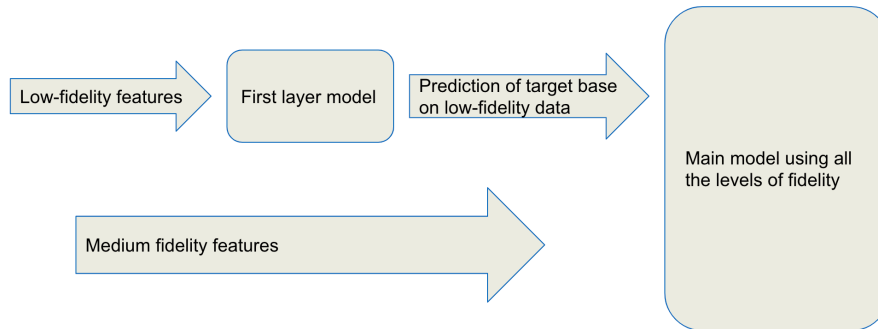 Low-fidelity features
First layer model
Prediction of target base
on low-fidelity data
Main model using all
the levels of fidelity
Medium fidelity features